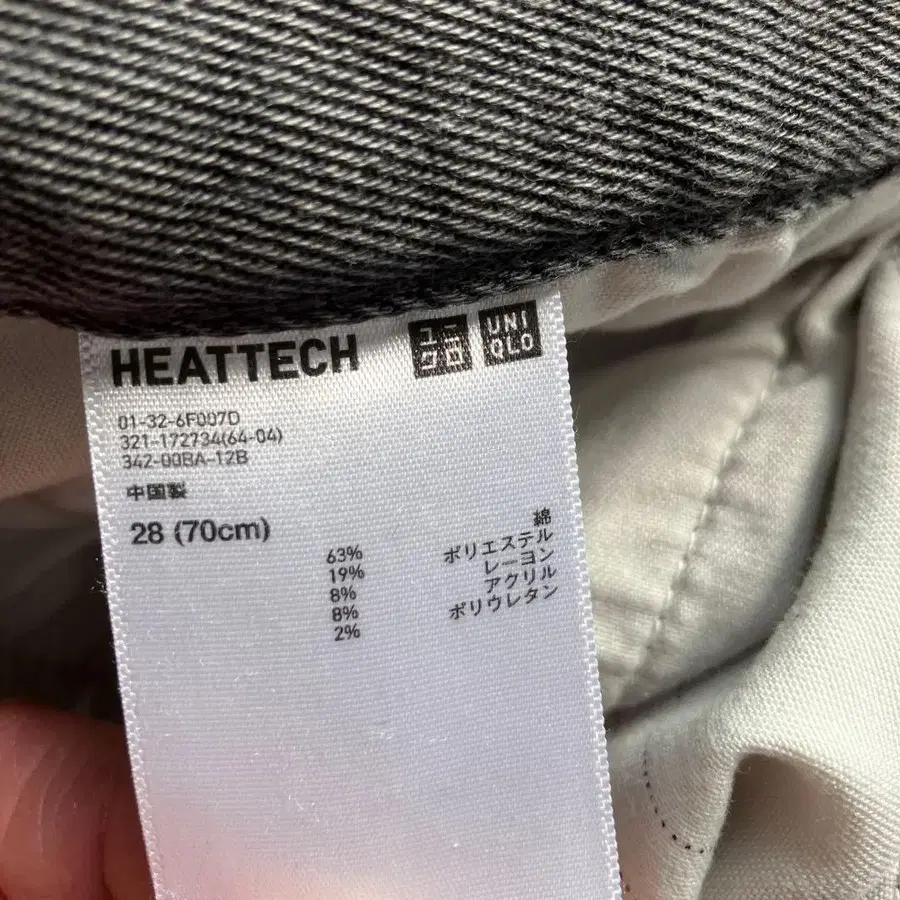 HEATTECH
ユニクロ
UNIQLO
01-32-6F007D
321-172734(64-04)
342-00BA-12B
中国製
28 (70cm)
63% 綿
19% ポリエステル
8% レーヨン
8% アクリル
2% ポリウレタン